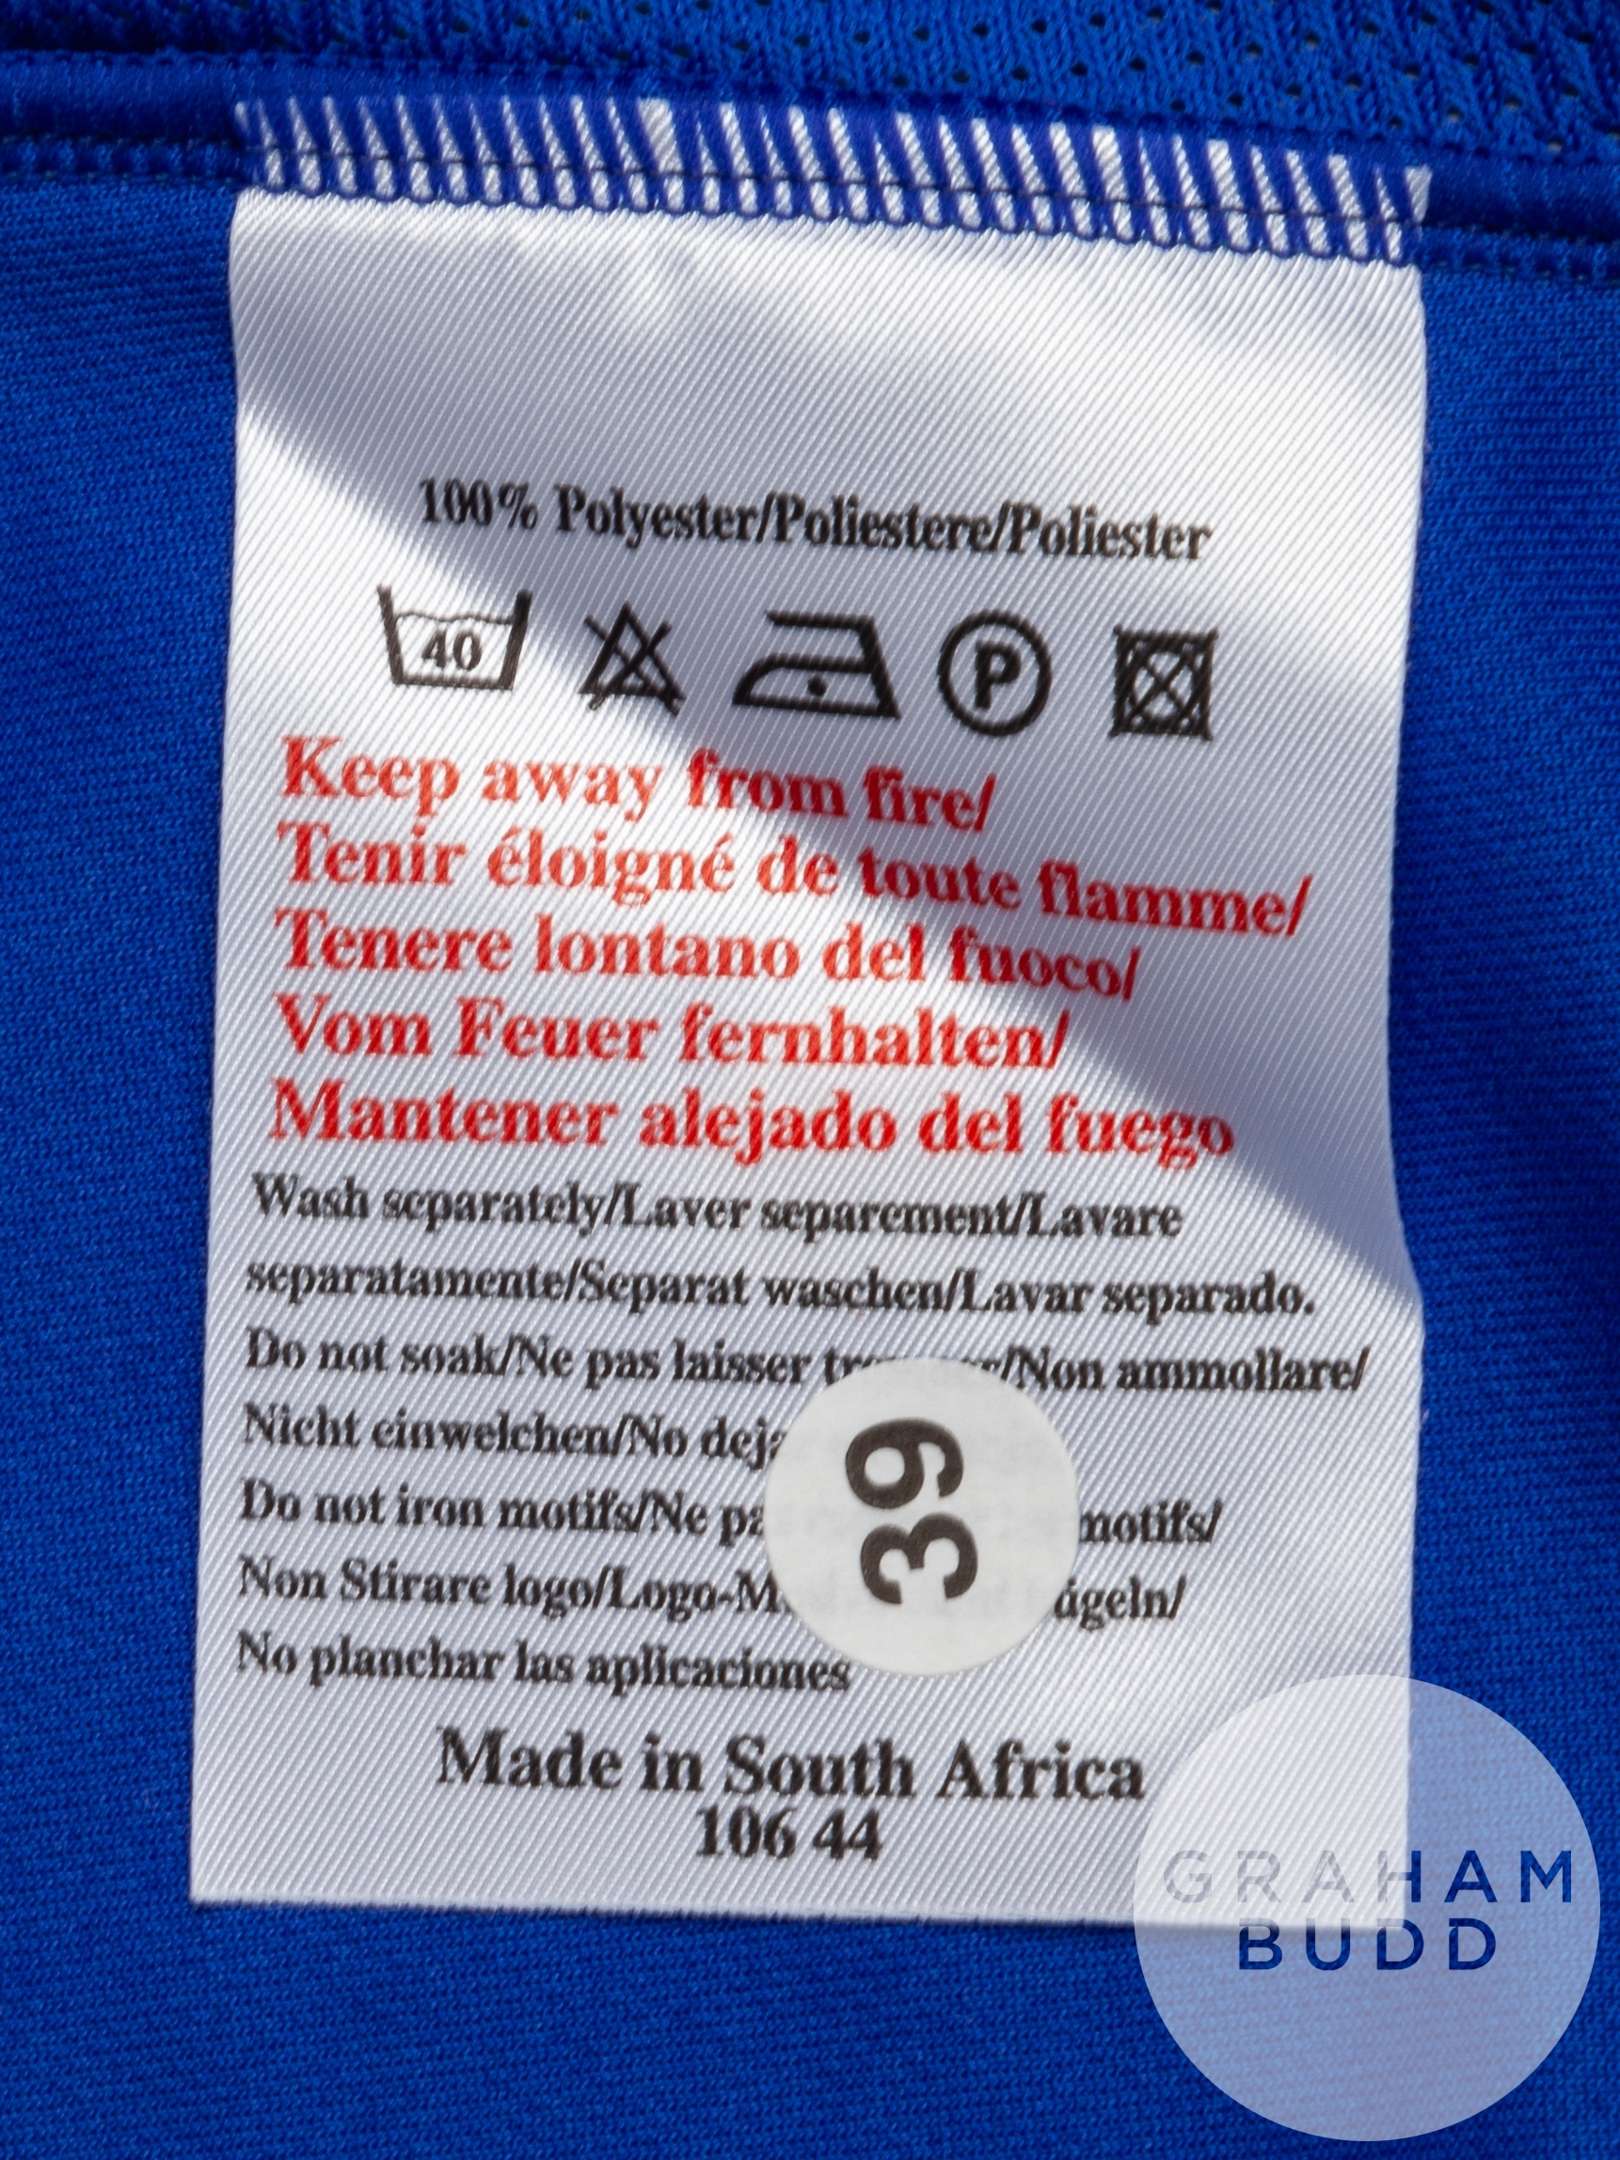 100% Polyester/Poliestere/Poliester
40
P
Keep away from fire/
Tenir éloigné de toute flamme/
Tenere lontano del fuoco/
Vom Feuer fernhalten/
Mantener alejado del fuego
Wash separately/Laver separement/Lavare
separatamente/Separat waschen/Lavar separado.
Do not soak/Ne pas laisser /Non ammollare/
Nicht einwelchen/No
Do not iron motifs/Ne motifs/
Non Stirare logo/
No planchar las aplicaciones
39
Made in South Africa
106 44
GRAHAM
BUDD